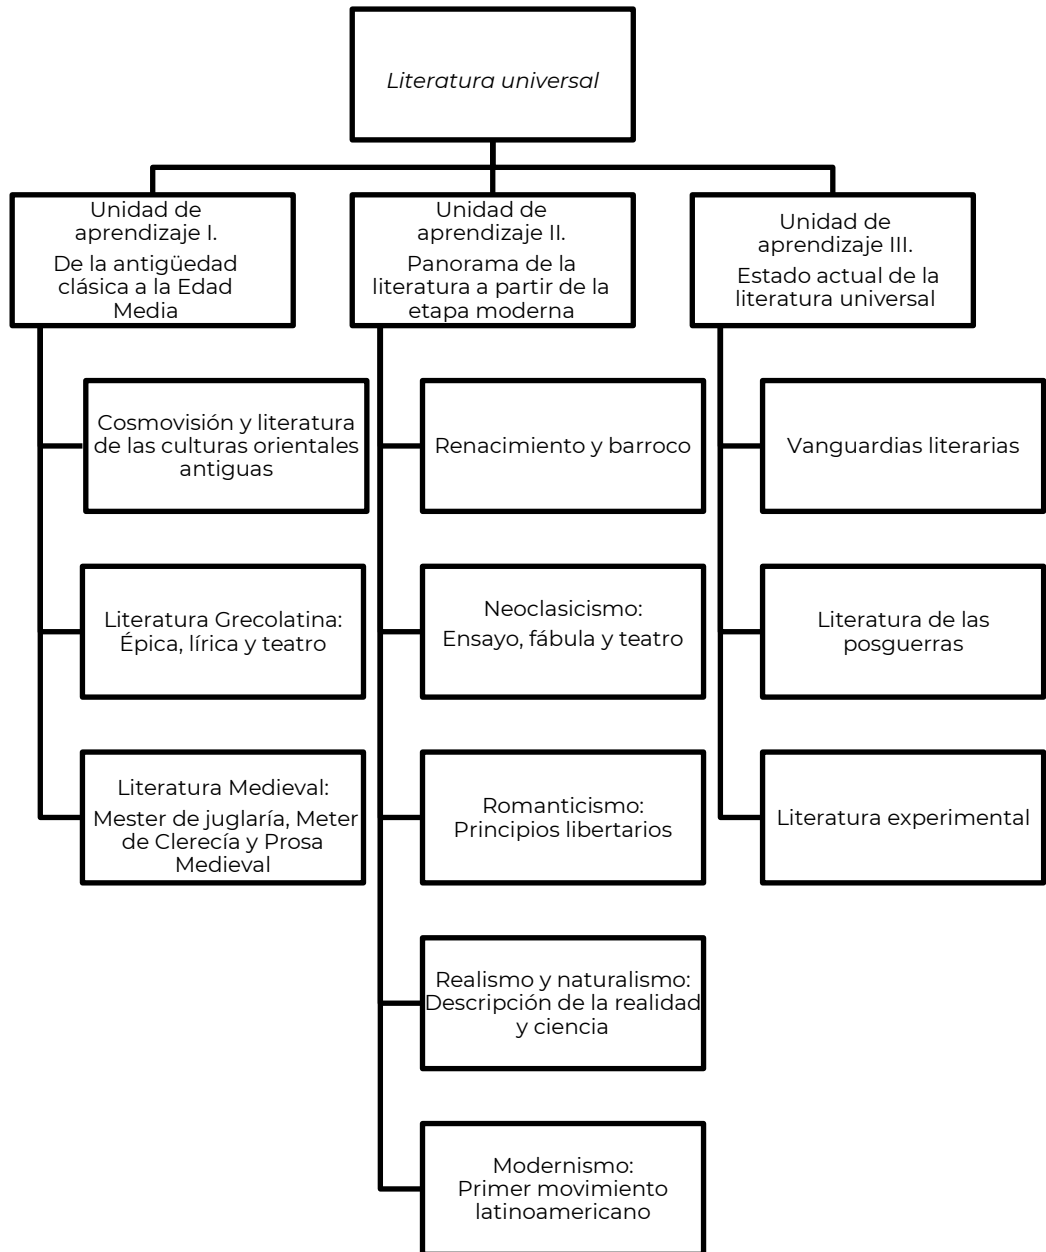 Literatura universal
Unidad de
aprendizaje I.
De la antigüedad
clásica a la Edad
Media
Cosmovisión y literatura
de las culturas orientales
antiguas
Literatura Grecolatina:
Épica, lírica y teatro
Literatura Medieval:
Mester de juglaría, Meter
de Clerecía y Prosa
Medieval
Unidad de
aprendizaje II.
Panorama de la
literatura a partir de la
etapa moderna
Renacimiento y barroco
Neoclasicismo:
Ensayo, fábula y teatro
Romanticismo:
Principios libertarios
Realismo y naturalismo:
Descripción de la realidad
y ciencia
Modernismo:
Primer movimiento
latinoamericano
Unidad de
aprendizaje III.
Estado actual de la
literatura universal
Vanguardias literarias
Literatura de las
posguerras
Literatura experimental